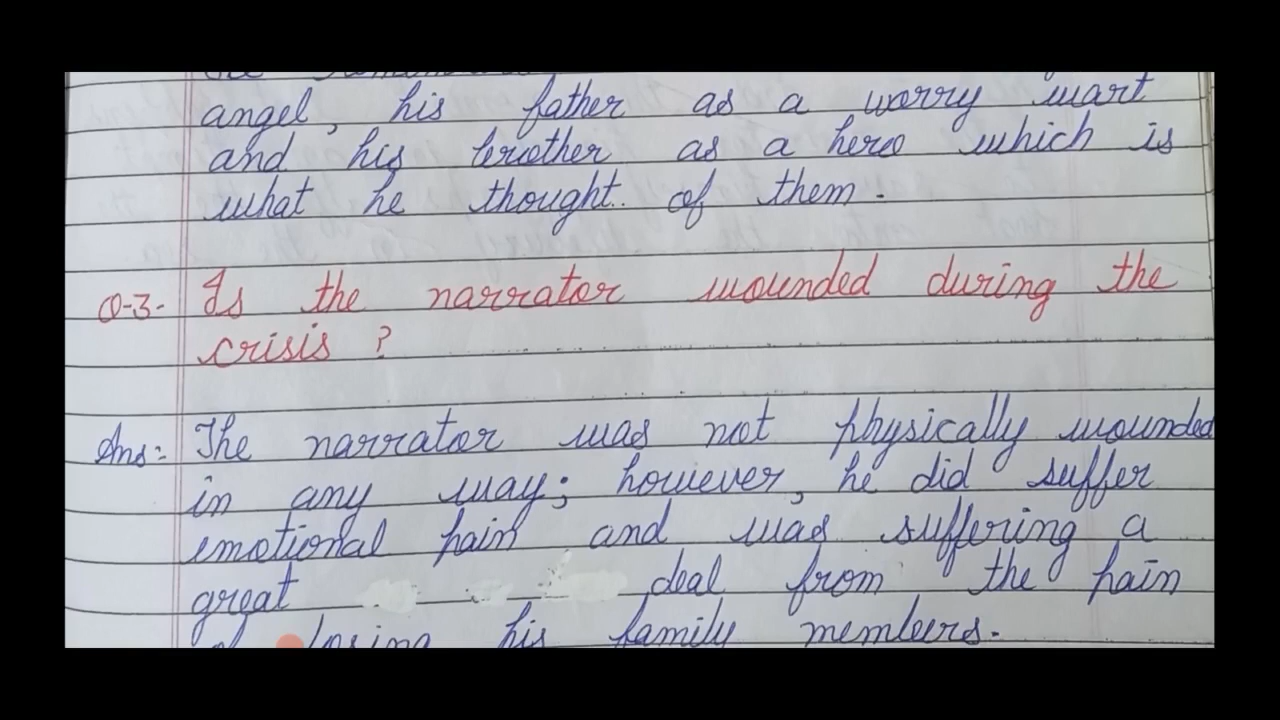 angel, his father as a worry wart
and his brother as a hero which is
what he thought.. of them.
Q-3- Is the narrator wounded during the
crisis ?
Ans:- The narrator was not physically wounded
in any way; however, he did suffer
emotional pain and was suffering a
great deal from the pain
of losing his family members.